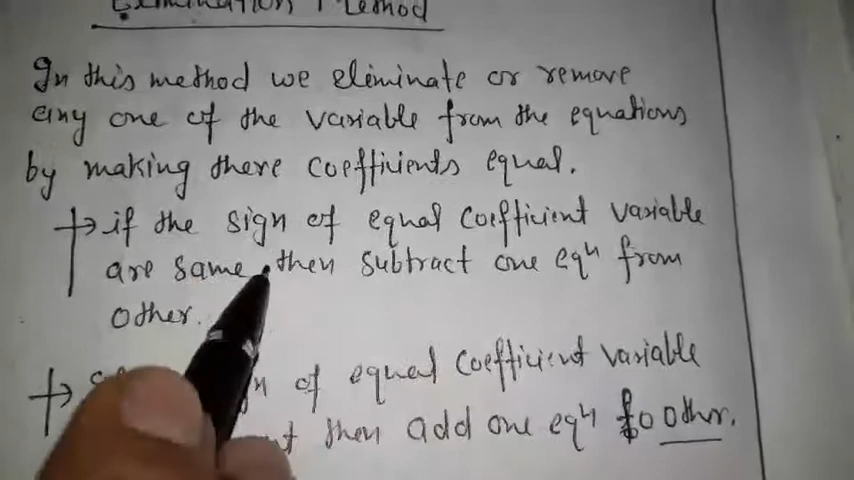 Elimination Method
In this method we eliminate or remove
any one of the variable from the equations
by making there coefficients equal.
→ if the sign of equal coefficient variable
are same then subtract one eqn from
other.
→ of equal coefficient variable
then add one eqn to other.